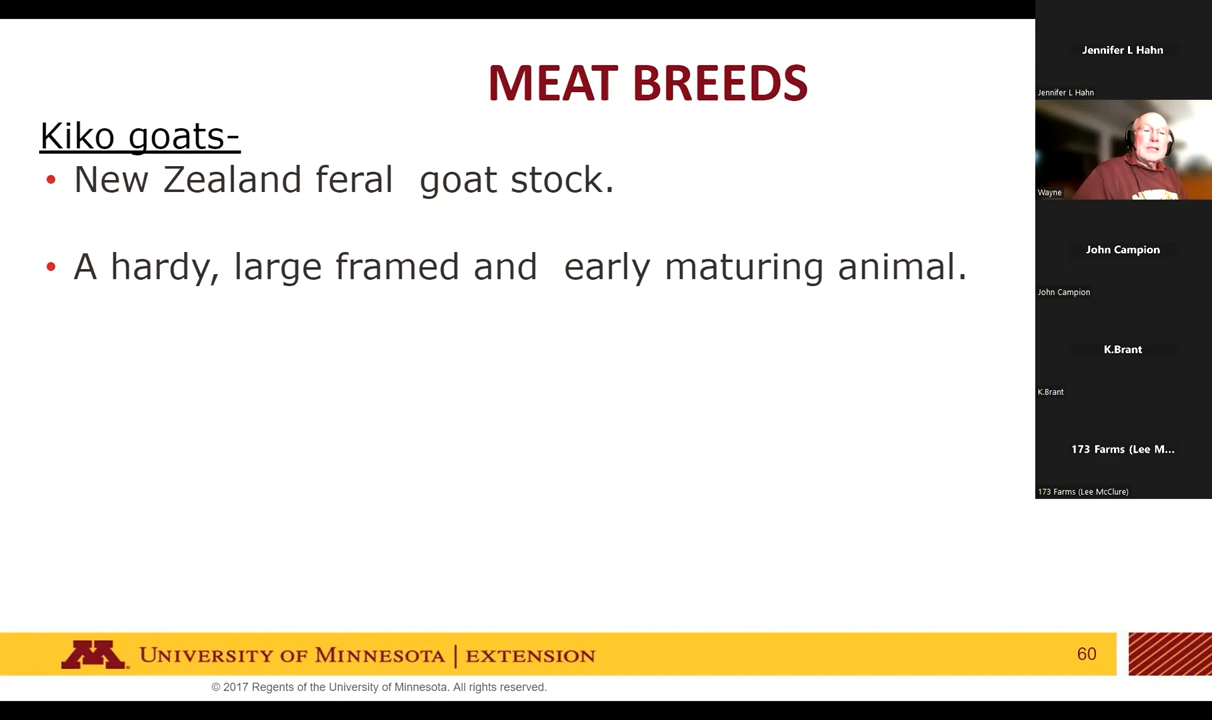 MEAT BREEDS
Kiko goats-
• New Zealand feral  goat stock.
• A hardy, large framed and  early maturing animal.
UNIVERSITY OF MINNESOTA | EXTENSION
60
© 2017 Regents of the University of Minnesota. All rights reserved.
Jennifer L Hahn
Jennifer L Hahn
Wayne
John Campion
John Campion
K.Brant
K.Brant
173 Farms (Lee M...
173 Farms (Lee McClure)